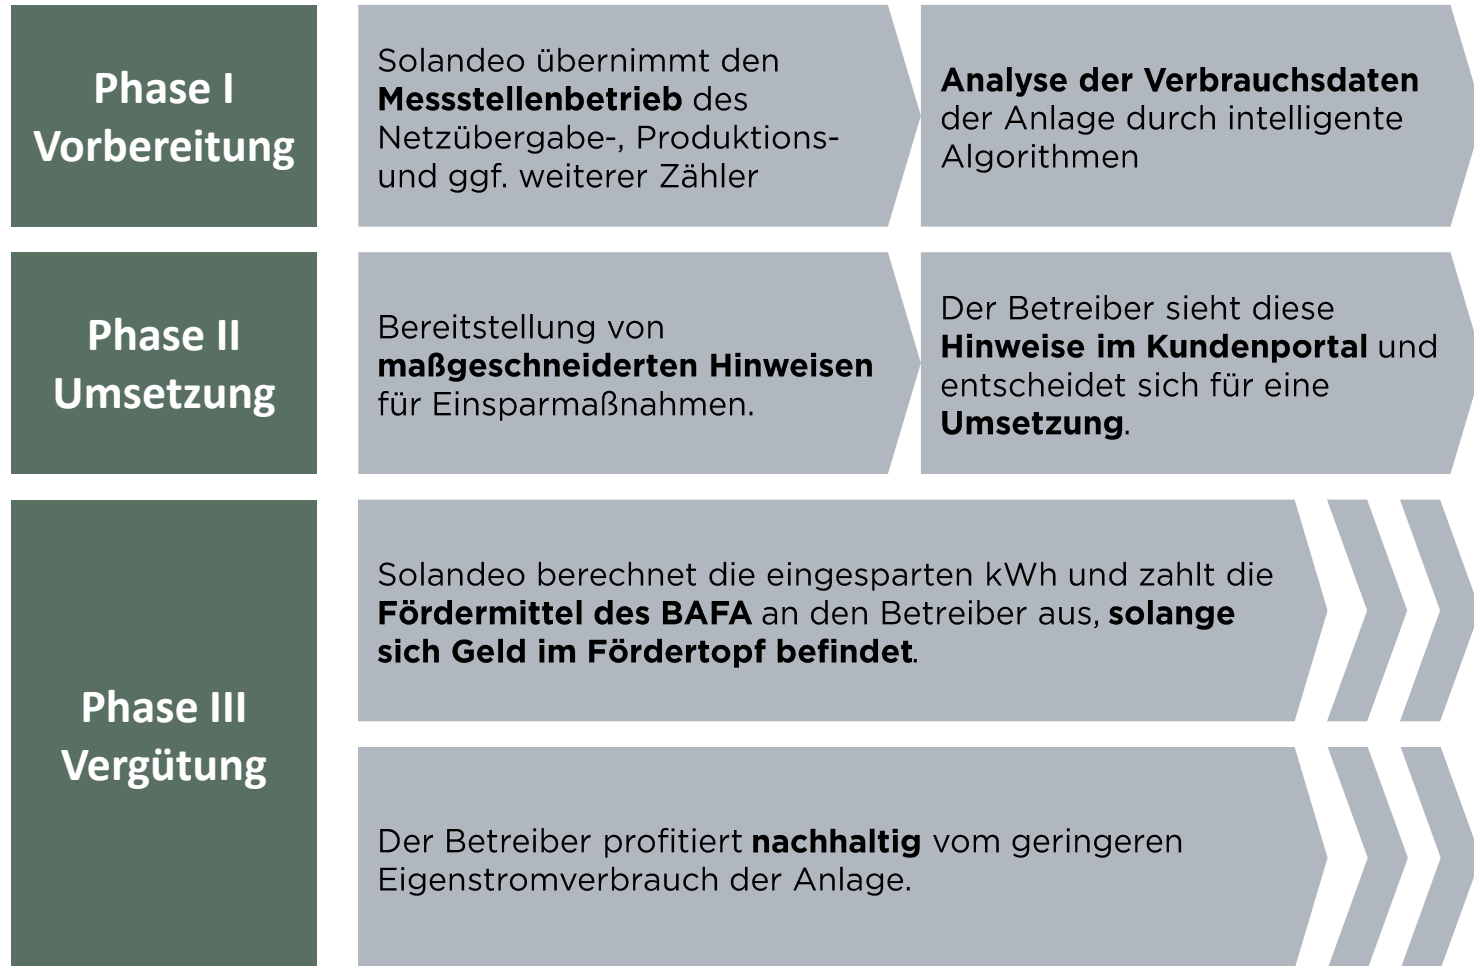 Phase I
Vorbereitung
Solandeo übernimmt den
Messstellenbetrieb des
Netzübergabe-, Produktions-
und ggf. weiterer Zähler
Analyse der Verbrauchsdaten
der Anlage durch intelligente
Algorithmen
Phase II
Umsetzung
Bereitstellung von
maßgeschneiderten Hinweisen
für Einsparmaßnahmen.
Der Betreiber sieht diese
Hinweise im Kundenportal und
entscheidet sich für eine
Umsetzung.
Phase III
Vergütung
Solandeo berechnet die eingesparten kWh und zahlt die
Fördermittel des BAFA an den Betreiber aus, solange
sich Geld im Fördertopf befindet.
Der Betreiber profitiert nachhaltig vom geringeren
Eigenstromverbrauch der Anlage.